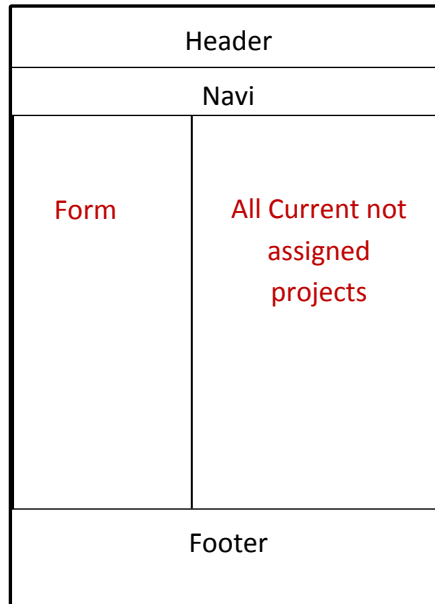 Header
Navi
Form
All Current not
assigned
projects
Footer